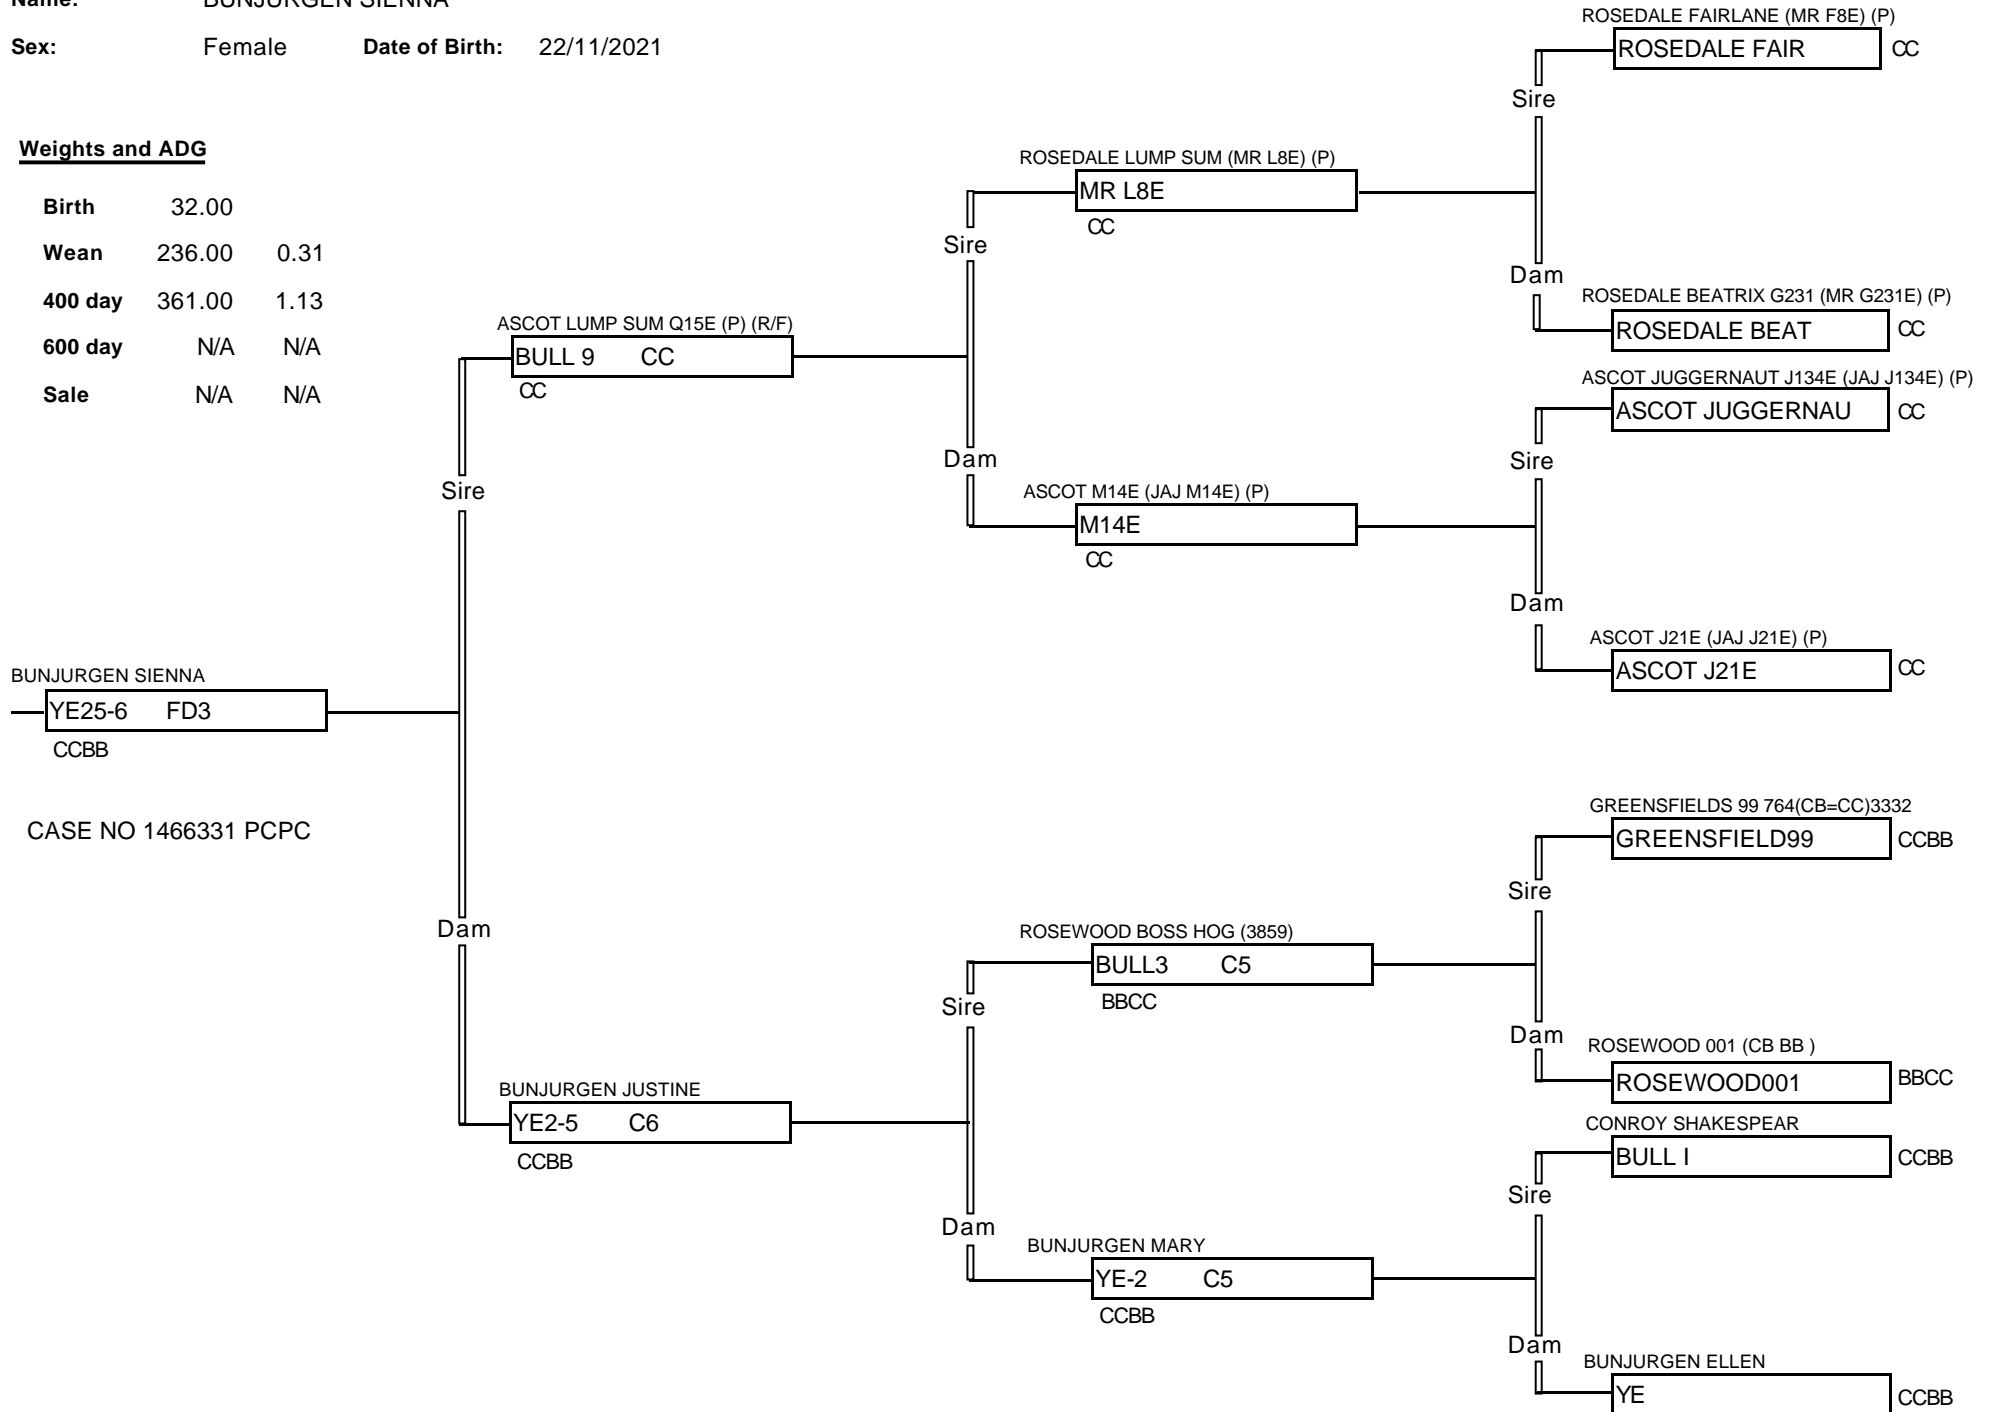 Name: BUNJURGEN SIENNA
Sex: Female Date of Birth: 22/11/2021
Weights and ADG
Birth 32.00
Wean 236.00 0.31
400 day 361.00 1.13
600 day N/A N/A
Sale N/A N/A
BUNJURGEN SIENNA
YE25-6 FD3
CCBB
CASE NO 1466331 PCPC
Sire
ASCOT LUMP SUM Q15E (P) (R/F)
BULL 9 CC
CC
Dam
BUNJURGEN JUSTINE
YE2-5 C6
CCBB
Sire
ROSEDALE LUMP SUM (MR L8E) (P)
MR L8E
CC
Dam
ASCOT M14E (JAJ M14E) (P)
M14E
CC
Sire
ROSEWOOD BOSS HOG (3859)
BULL3 C5
BBCC
Dam
BUNJURGEN MARY
YE-2 C5
CCBB
ROSEDALE FAIRLANE (MR F8E) (P)
ROSEDALE FAIR CC
Sire
Dam
ROSEDALE BEATRIX G231 (MR G231E) (P)
ROSEDALE BEAT CC
ASCOT JUGGERNAUT J134E (JAJ J134E) (P)
ASCOT JUGGERNAU CC
Sire
Dam
ASCOT J21E (JAJ J21E) (P)
ASCOT J21E CC
GREENSFIELDS 99 764(CB=CC)3332
GREENSFIELD99 CCBB
Sire
Dam
ROSEWOOD 001 (CB BB )
ROSEWOOD001 BBCC
CONROY SHAKESPEAR
BULL I CCBB
Sire
Dam
BUNJURGEN ELLEN
YE CCBB